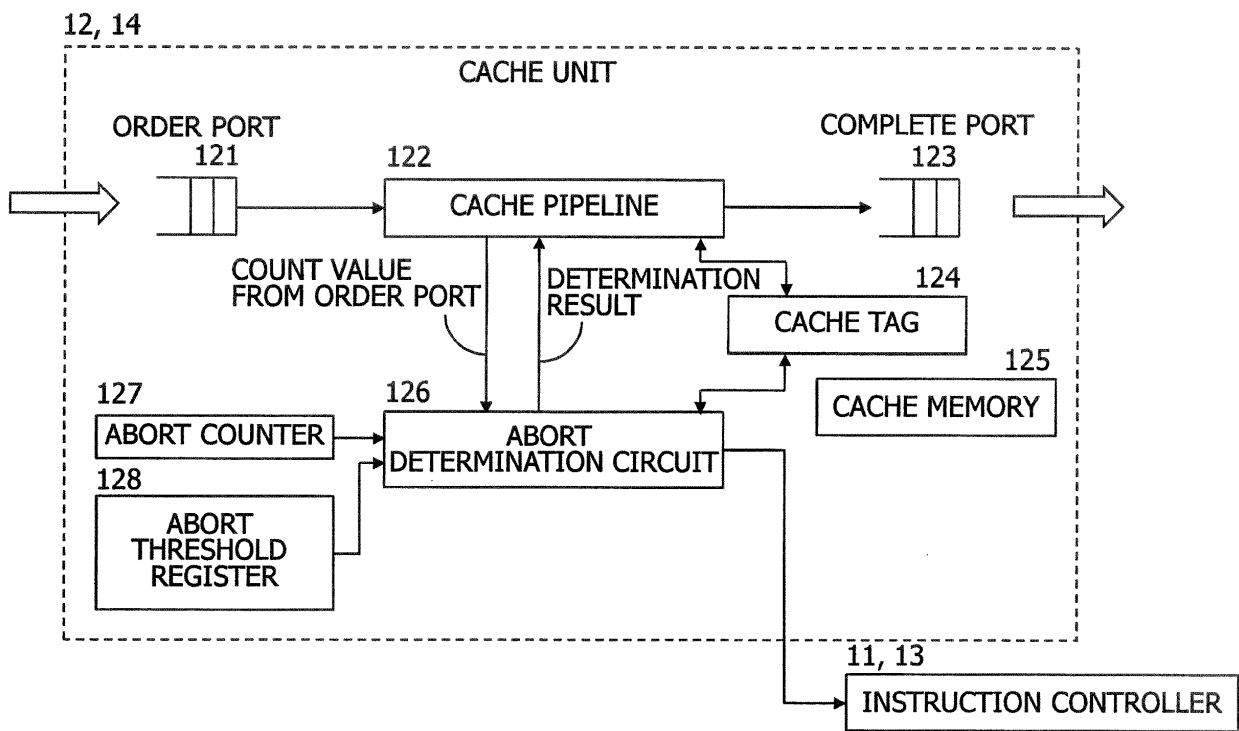 12, 14
CACHE UNIT
ORDER PORT
121
122
CACHE PIPELINE
COMPLETE PORT
123
COUNT VALUE
FROM ORDER PORT
DETERMINATION
RESULT
124
CACHE TAG
125
CACHE MEMORY
127
ABORT COUNTER
126
ABORT
DETERMINATION CIRCUIT
128
ABORT
THRESHOLD
REGISTER
11, 13
INSTRUCTION CONTROLLER